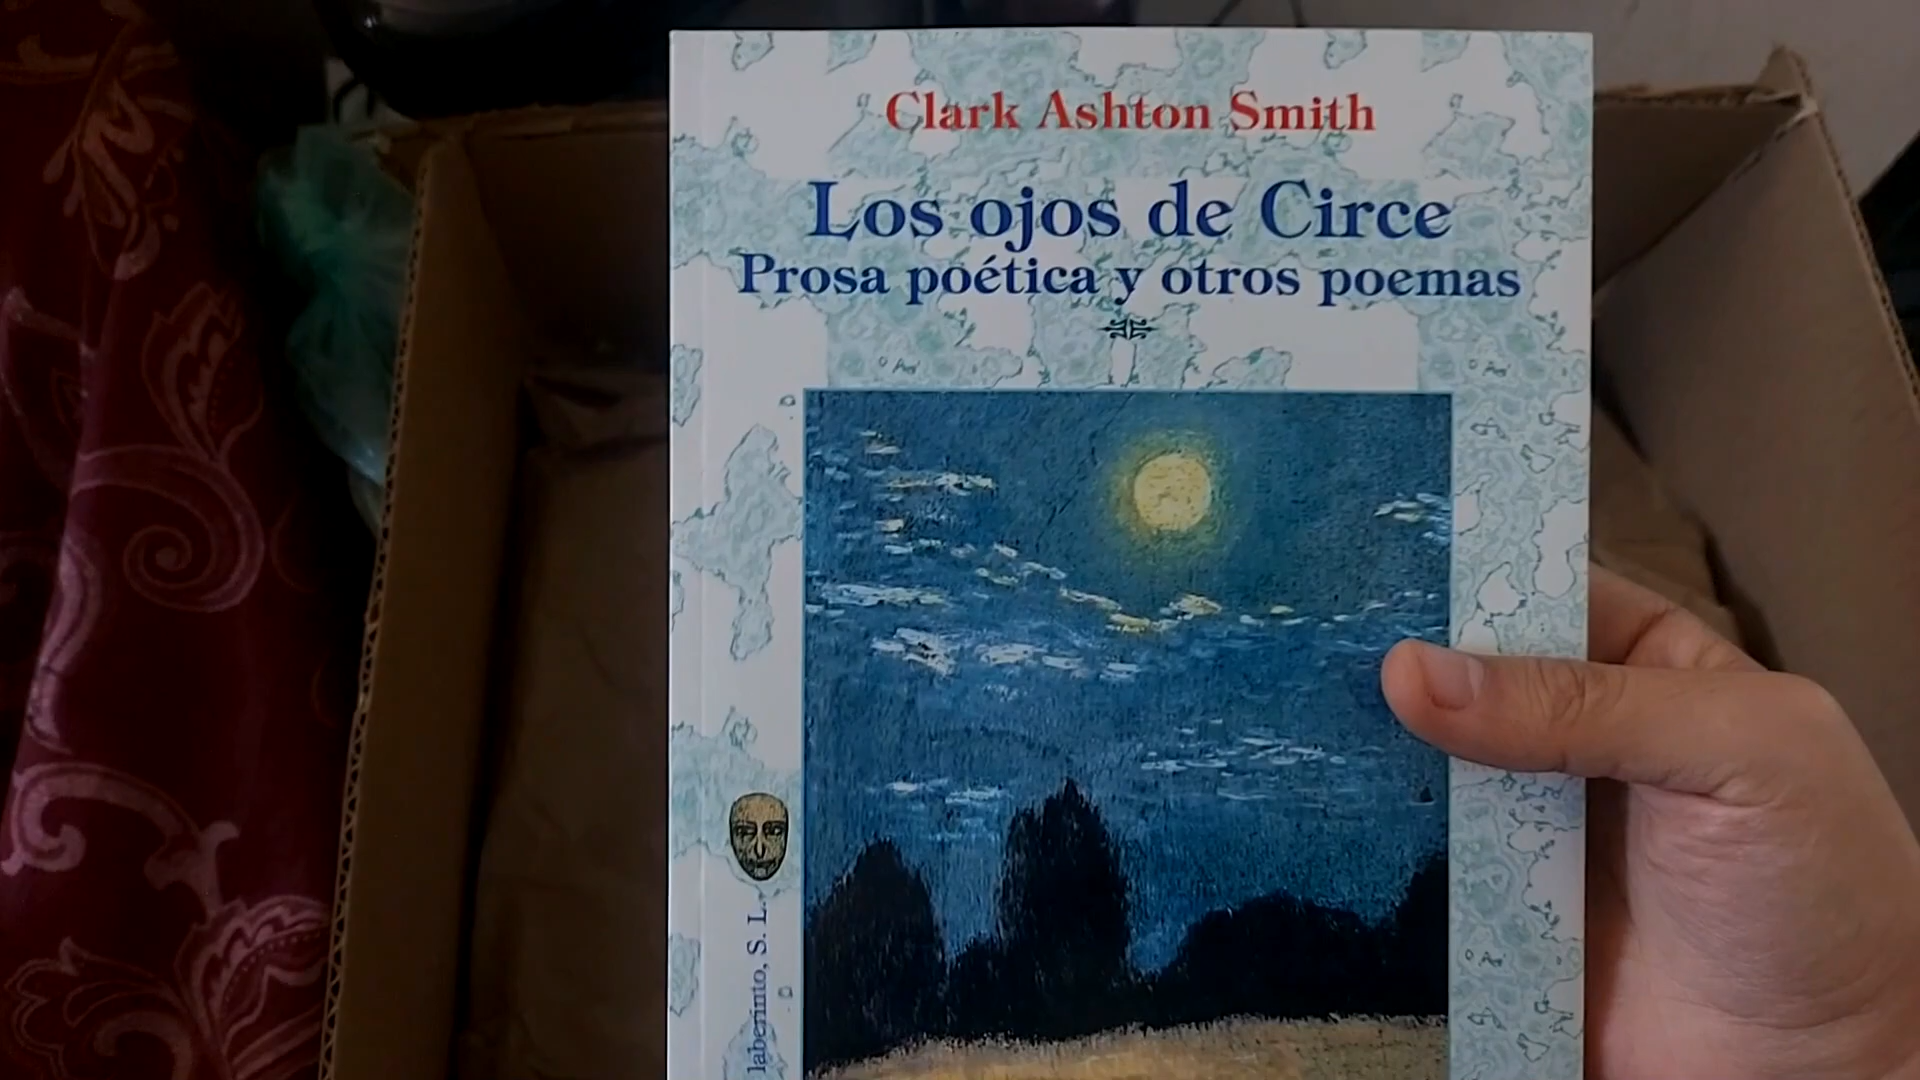 Clark Ashton Smith
Los ojos de Circe
Prosa poética y otros poemas
laberinto, S. L.